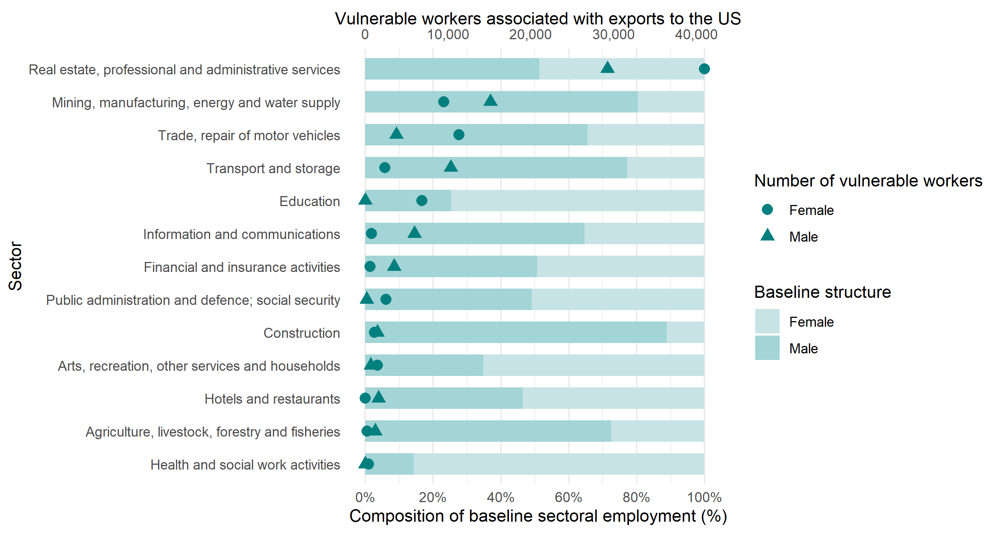 Vulnerable workers associated with exports to the US
0 10,000 20,000 30,000 40,000
Real estate, professional and administrative services
Mining, manufacturing, energy and water supply
Trade, repair of motor vehicles
Transport and storage
Education
Information and communications
Financial and insurance activities
Public administration and defence; social security
Construction
Arts, recreation, other services and households
Hotels and restaurants
Agriculture, livestock, forestry and fisheries
Health and social work activities
Sector
0% 20% 40% 60% 80% 100%
Composition of baseline sectoral employment (%)
Number of vulnerable workers
Female
Male
Baseline structure
Female
Male